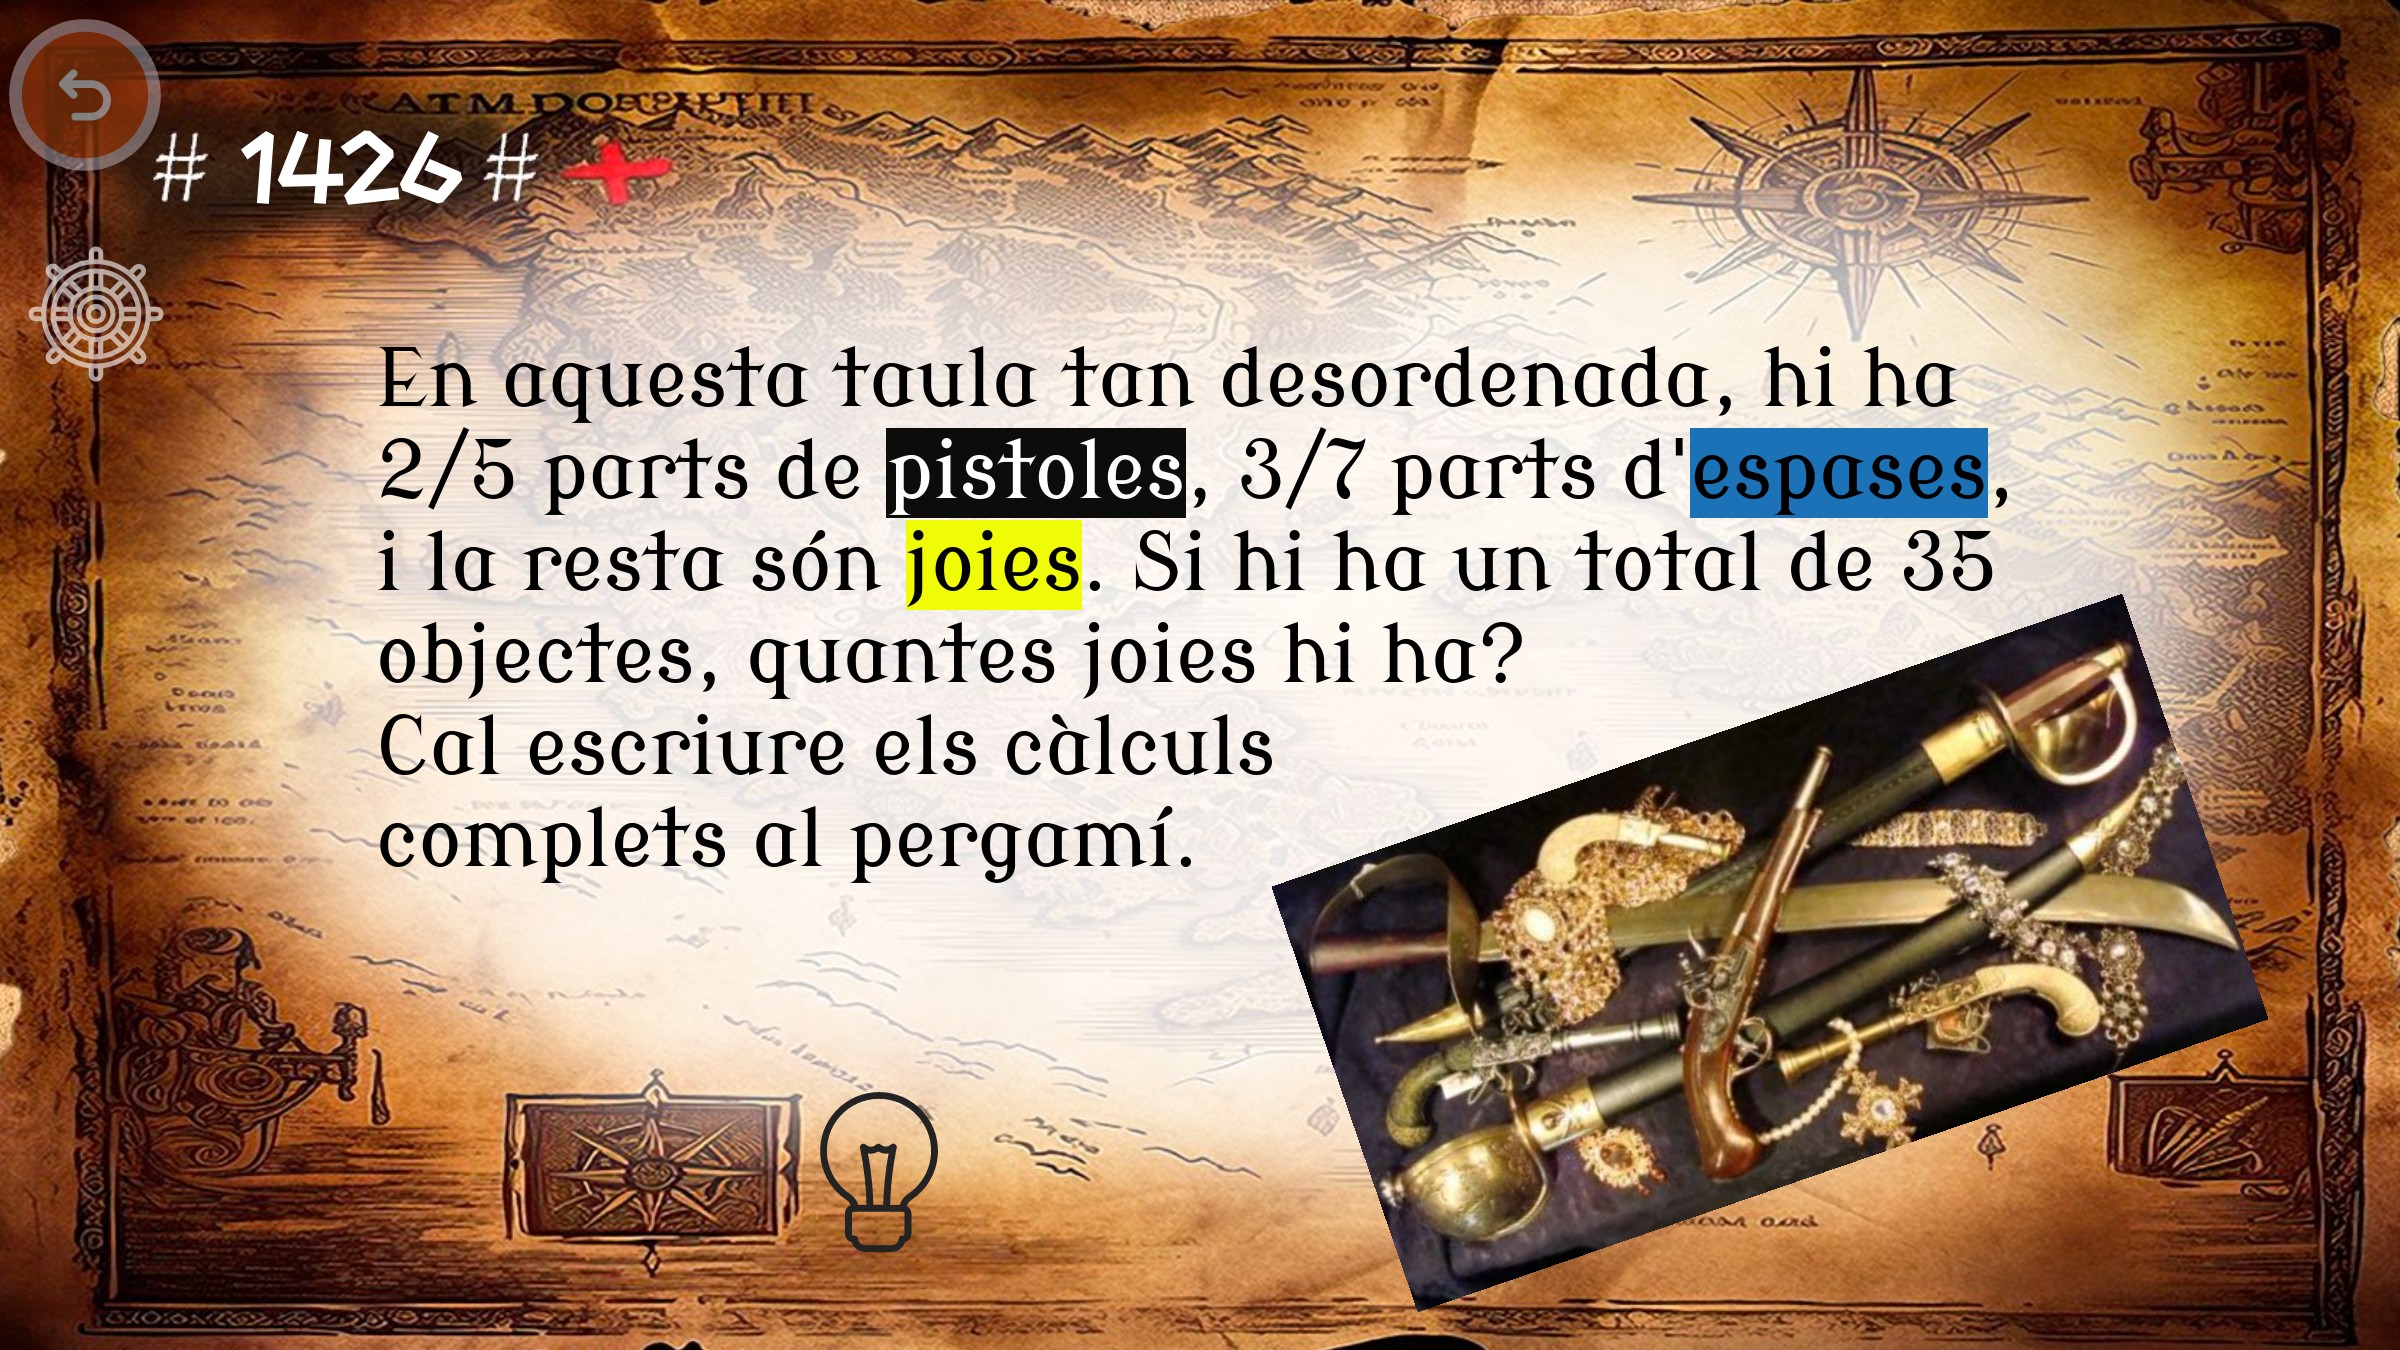 # 1426 #
En aquesta taula tan desordenada, hi ha
2/5 parts de pistoles, 3/7 parts d'espases,
i la resta són joies. Si hi ha un total de 35
objectes, quantes joies hi ha?
Cal escriure els càlculs
complets al pergamí.